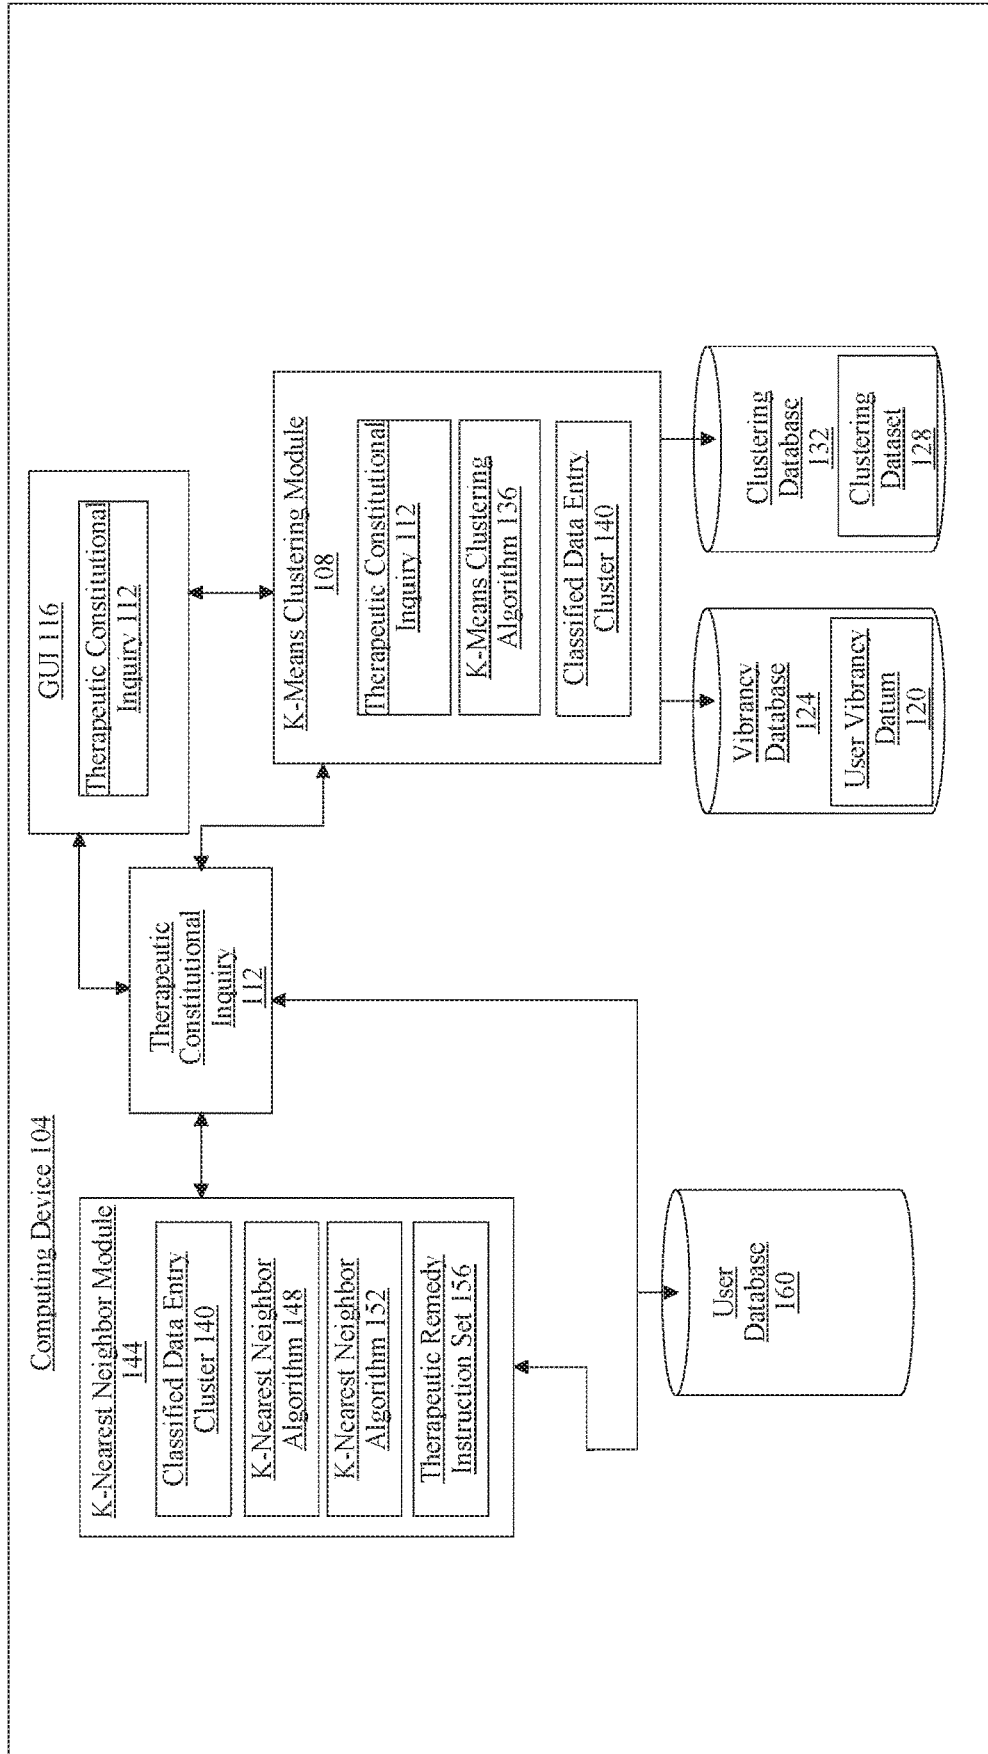 Computing Device 104
K-Nearest Neighbor Module
144
Classified Data Entry
Cluster 140
K-Nearest Neighbor
Algorithm 148
K-Nearest Neighbor
Algorithm 152
Therapeutic Remedy
Instruction Set 156
Therapeutic
Constitutional
Inquiry
112
GUI 116
Therapeutic Constitutional
Inquiry 112
K-Means Clustering Module
108
Therapeutic Constitutional
Inquiry 112
K-Means Clustering
Algorithm 136
Classified Data Entry
Cluster 140
User
Database
160
Vibrancy
Database
124
User Vibrancy
Datum
120
Clustering
Database
132
Clustering
Dataset
128